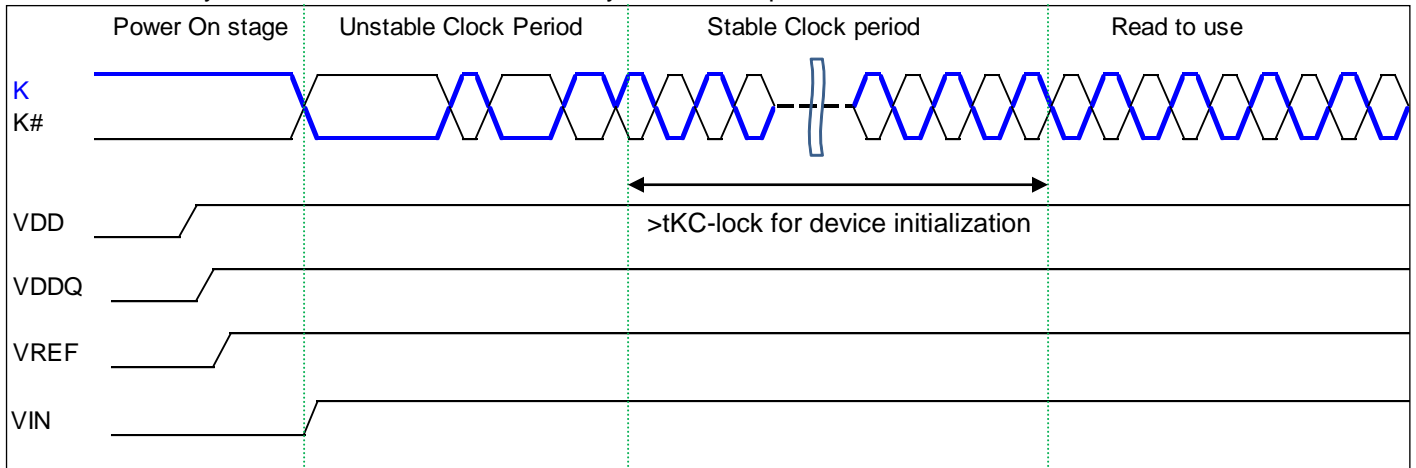 Power On stage Unstable Clock Period Stable Clock period Read to use
K
K#
>tKC-lock for device initialization
VDD
VDDQ
VREF
VIN